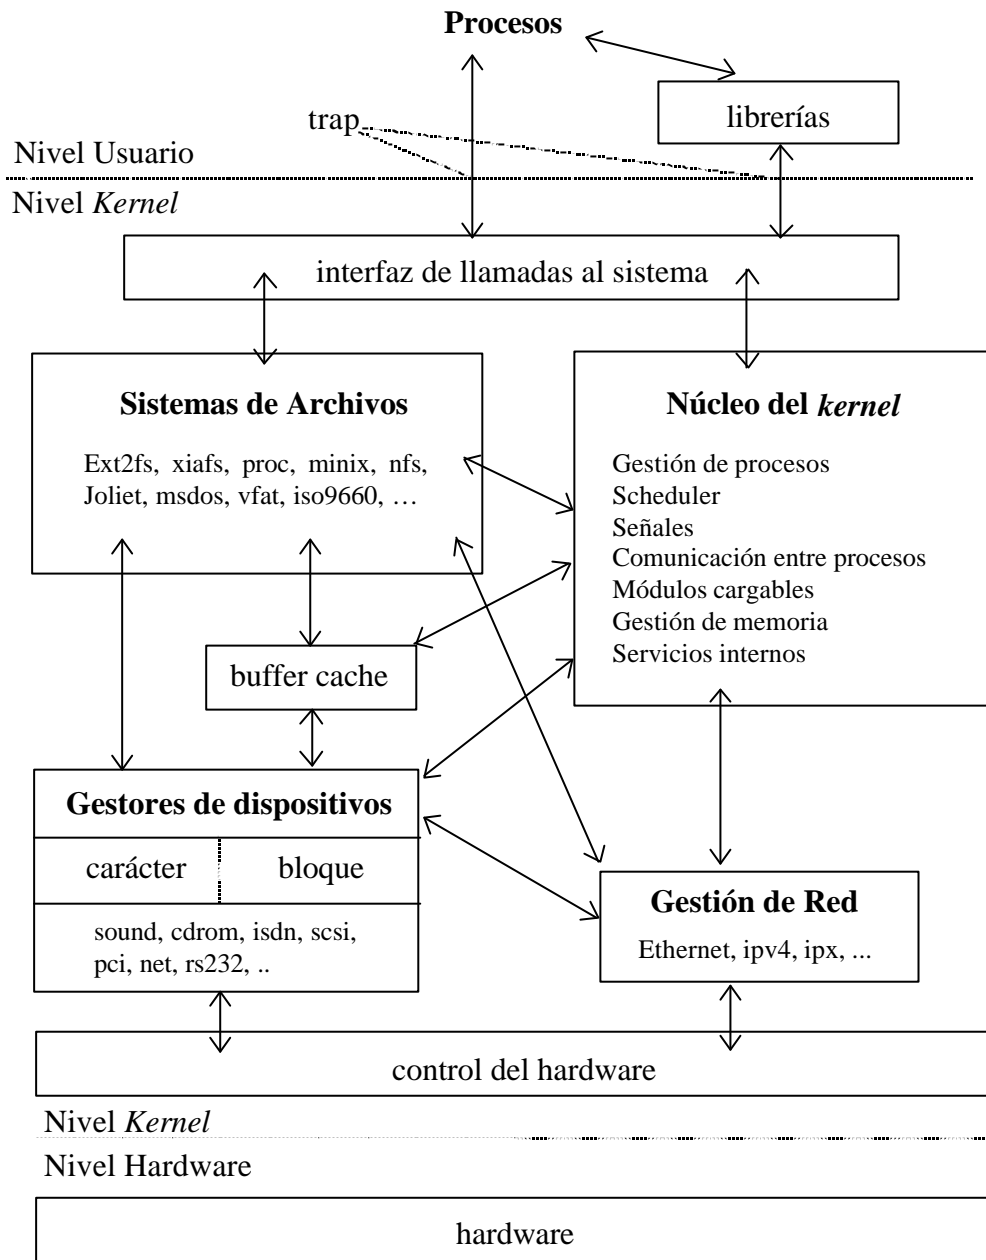 Procesos
librerías
trap
Nivel Usuario
Nivel Kernel
interfaz de llamadas al sistema
Sistemas de Archivos
Ext2fs, xiafs, proc, minix, nfs,
Joliet, msdos, vfat, iso9660, …
Núcleo del kernel
Gestión de procesos
Scheduler
Señales
Comunicación entre procesos
Módulos cargables
Gestión de memoria
Servicios internos
buffer cache
Gestores de dispositivos
carácter
bloque
sound, cdrom, isdn, scsi,
pci, net, rs232, ..
Gestión de Red
Ethernet, ipv4, ipx, ...
control del hardware
Nivel Kernel
Nivel Hardware
hardware